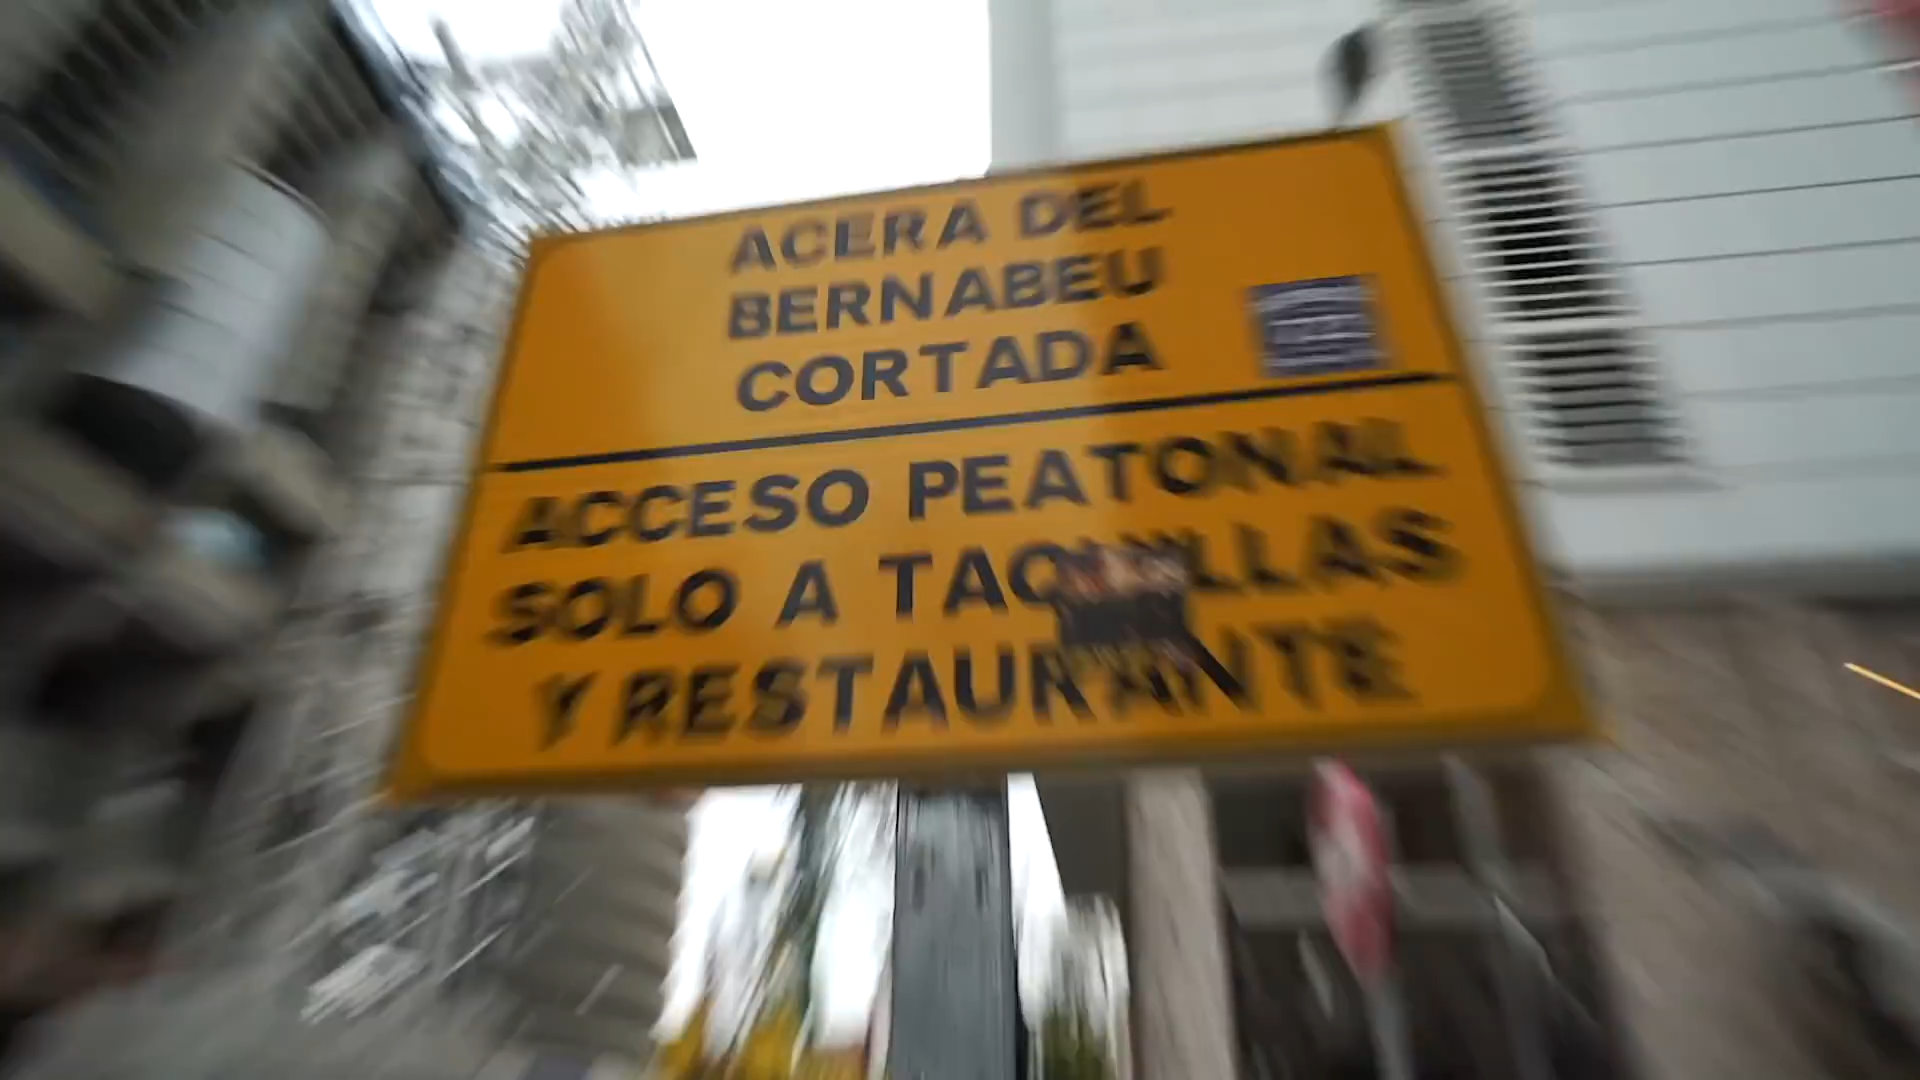 ACERA DEL
BERNABEU
CORTADA
ACCESO PEATONAL
SOLO A TAQUILLAS
Y RESTAURANTE